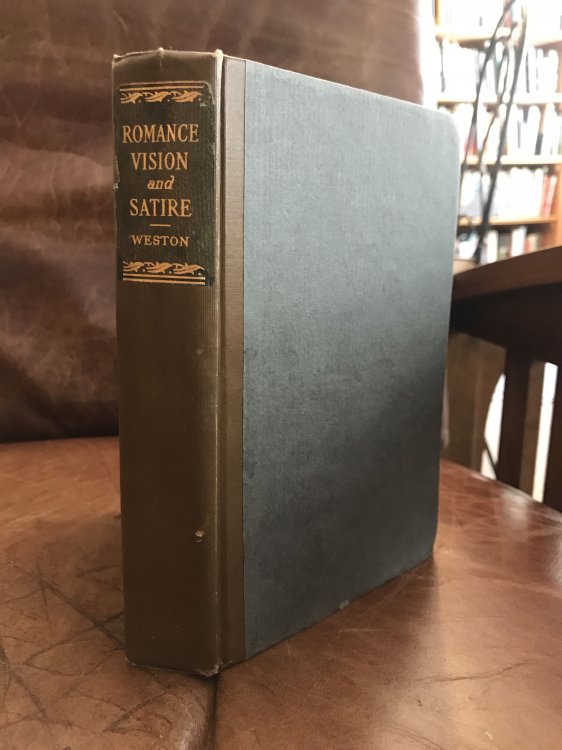 ROMANCE
VISION
and
SATIRE
WESTON